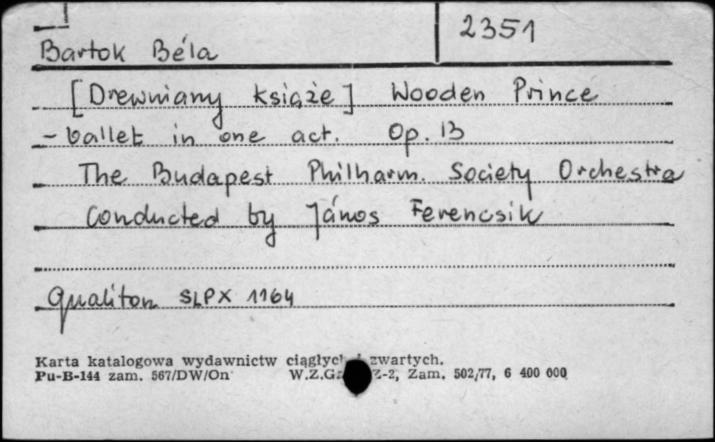 2351
Bartok Béla
[Drewniany książe] Wooden Prince
- ballet in one act. Op. 13
The Budapest Philharm. Society Orchestra
conducted by János Ferencsik
Qualiton SLPX 1164
Karta katalogowa wydawnictw ciągłych i zwartych.
Pu-B-144 zam. 567/DW/On W.Z.G. Z-2, Zam. 502/77, 6 400 000